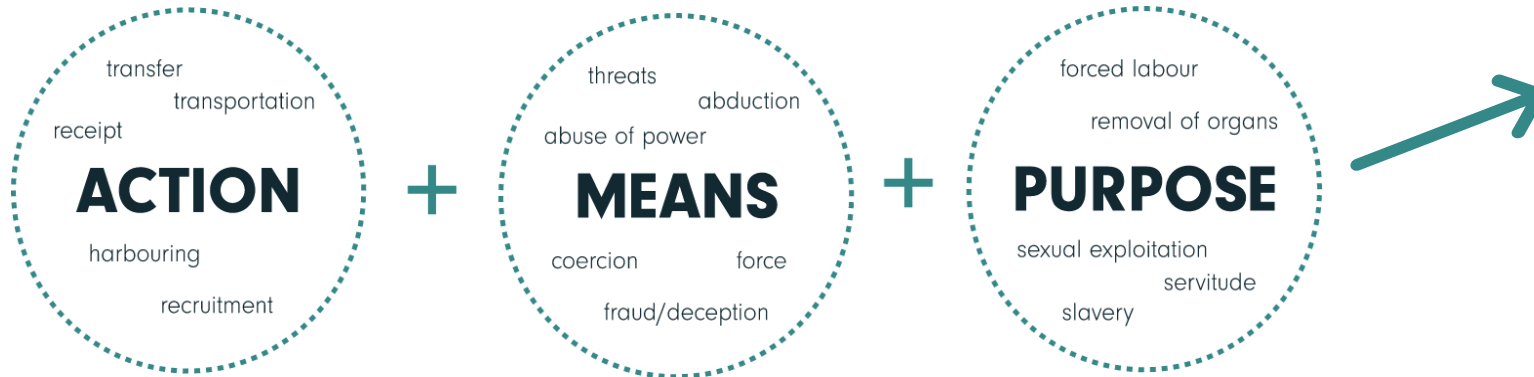 transfer
transportation
receipt
ACTION
harbouring
recruitment
+
threats
abduction
abuse of power
MEANS
coercion force
fraud/deception
+
forced labour
removal of organs
PURPOSE
sexual exploitation
servitude
slavery